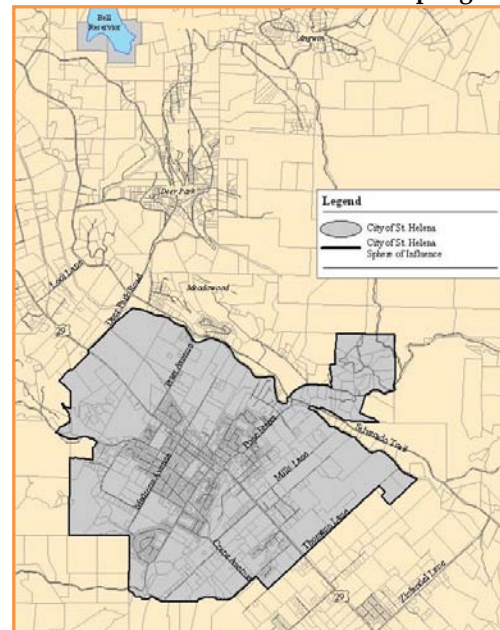 Bell
Reservoir
Angwin
Deer Park
Legend
City of St. Helena
City of St. Helena
Sphere of Influence
Lodi Lane
Deer Park Road
Meadowood
29
Pratt Avenue
Pope Street
Silverado Trail
Madrona Avenue
Mills Lane
Grayson Avenue
Thomann Lane
29
Zinfandel Lane